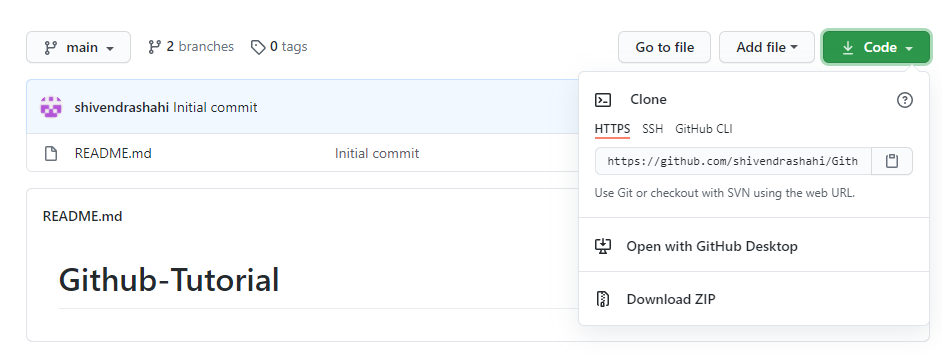 main 2 branches 0 tags Go to file Add file Code
shivendrashahi Initial commit
README.md Initial commit
README.md
Github-Tutorial
Clone
HTTPS SSH GitHub CLI
https://github.com/shivendrashahi/Gith
Use Git or checkout with SVN using the web URL.
Open with GitHub Desktop
Download ZIP